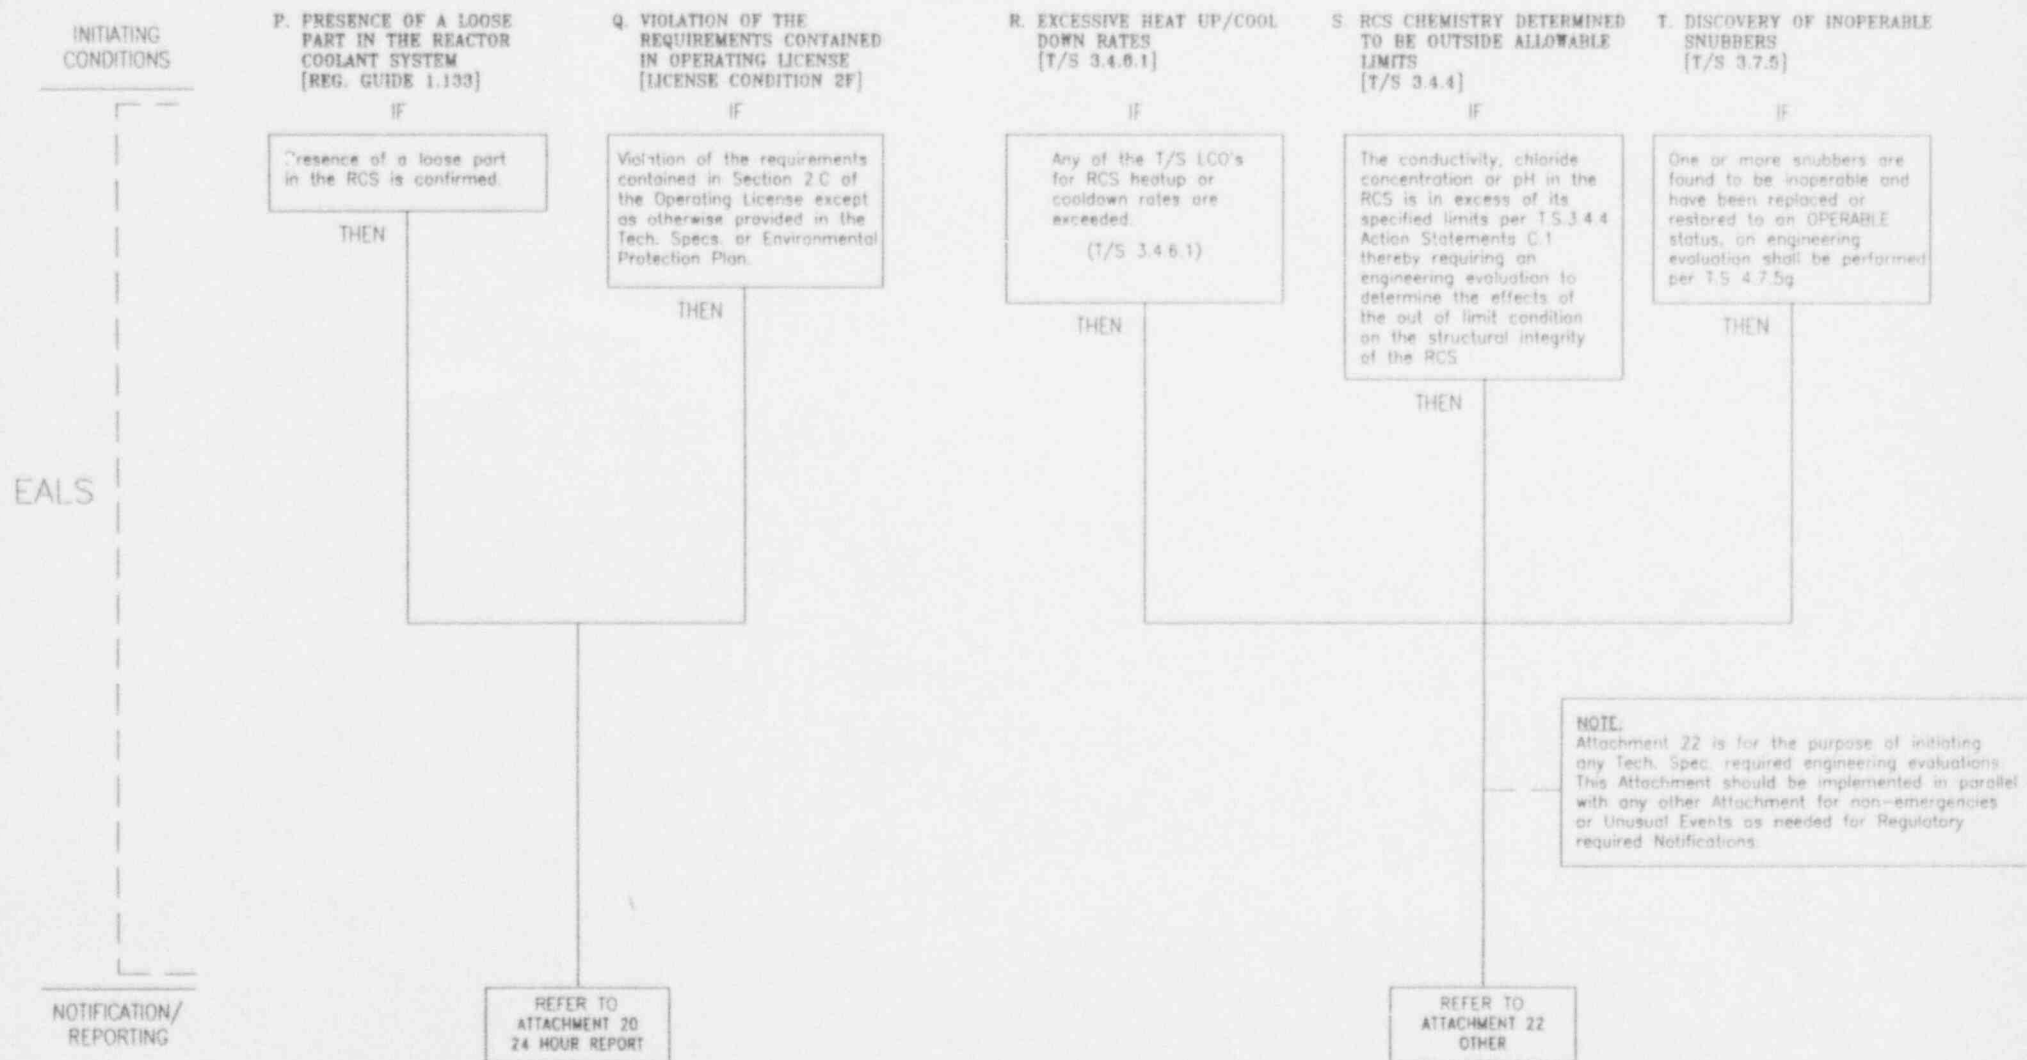 INITIATING
CONDITIONS
P. PRESENCE OF A LOOSE
PART IN THE REACTOR
COOLANT SYSTEM
[REG. GUIDE 1.133]
IF
Presence of a loose part
in the RCS is confirmed.
THEN
Q. VIOLATION OF THE
REQUIREMENTS CONTAINED
IN OPERATING LICENSE
[LICENSE CONDITION 2F]
IF
Violation of the requirements
contained in Section 2.C of
the Operating License except
as otherwise provided in the
Tech. Specs. or Environmental
Protection Plan.
THEN
R. EXCESSIVE HEAT UP/COOL
DOWN RATES
[T/S 3.4.6.1]
IF
Any of the T/S LCO's
for RCS heatup or
cooldown rates are
exceeded.
(T/S 3.4.6.1)
THEN
S. RCS CHEMISTRY DETERMINED
TO BE OUTSIDE ALLOWABLE
LIMITS
[T/S 3.4.4]
IF
The conductivity, chloride
concentration or pH in the
RCS is in excess of its
specified limits per T.S.3.4.4
Action Statements C.1
thereby requiring an
engineering evaluation to
determine the effects of
the out of limit condition
on the structural integrity
of the RCS
THEN
T. DISCOVERY OF INOPERABLE
SNUBBERS
[T/S 3.7.5]
IF
One or more snubbers are
found to be inoperable and
have been replaced or
restored to an OPERABLE
status, an engineering
evaluation shall be performed
per T.S 4.7.5g
THEN
EALS
NOTE.
Attachment 22 is for the purpose of initiating
any Tech. Spec. required engineering evaluations.
This Attachment should be implemented in parallel
with any other Attachment for non-emergencies
or Unusual Events as needed for Regulatory
required Notifications.
NOTIFICATION/
REPORTING
REFER TO
ATTACHMENT 20
24 HOUR REPORT
REFER TO
ATTACHMENT 22
OTHER